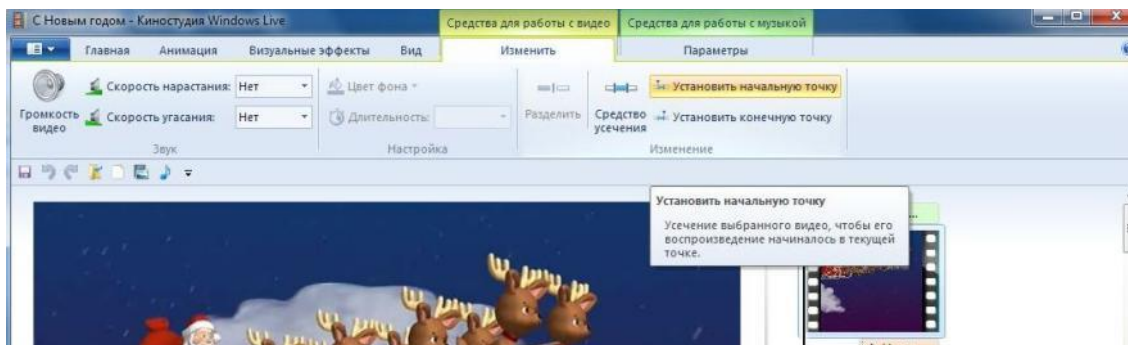 С Новым годом - Киностудия Windows Live
Средства для работы с видео
Средства для работы с музыкой
Главная
Анимация
Визуальные эффекты
Вид
Изменить
Параметры
Скорость нарастания: Нет
Цвет фона
Установить начальную точку
Громкость видео
Скорость угасания: Нет
Длительность:
Разделить
Средство усечения
Установить конечную точку
Звук
Настройка
Изменение
Установить начальную точку
Усечение выбранного видео, чтобы его
воспроизведение начиналось в текущей
точке.